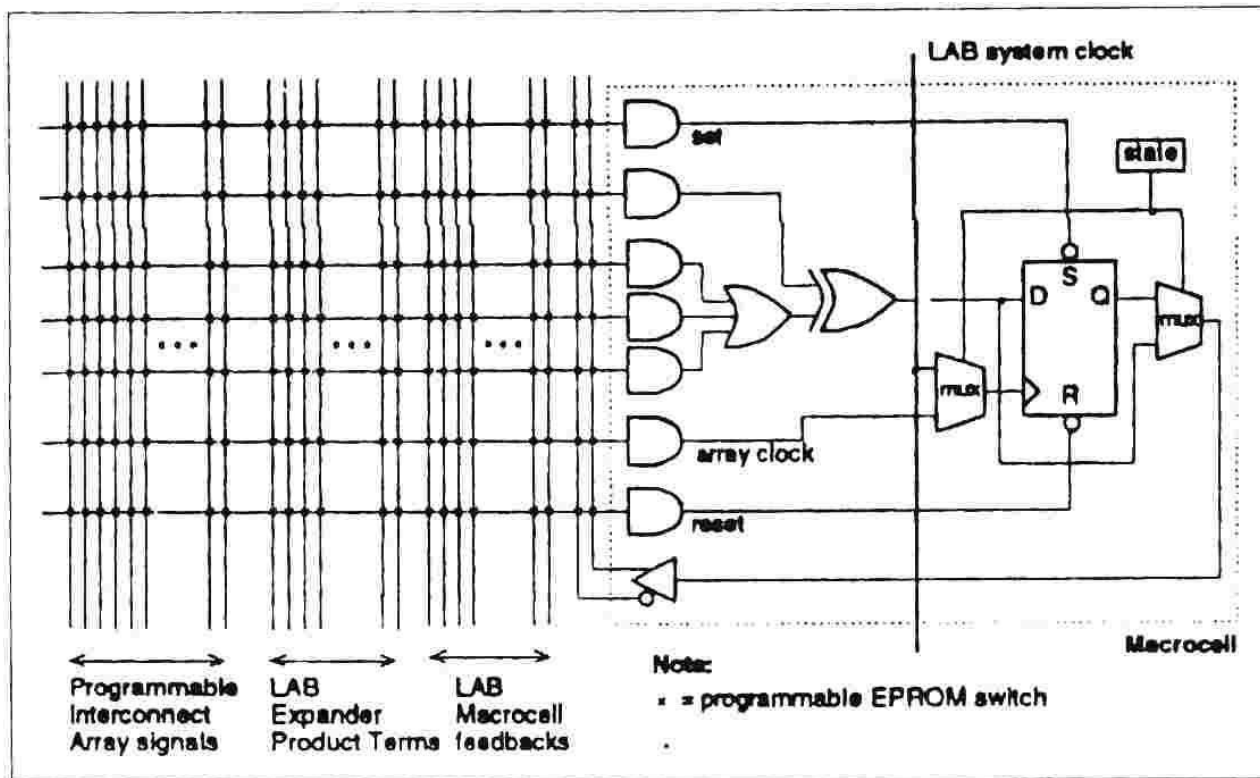 LAB system clock
set
state
S
D
Q
mux
mux
R
array clock
reset
Macrocell
Programmable
Interconnect
Array signals
LAB
Expander
Product Terms
LAB
Macrocell
feedbacks
Note:
× = programmable EPROM switch